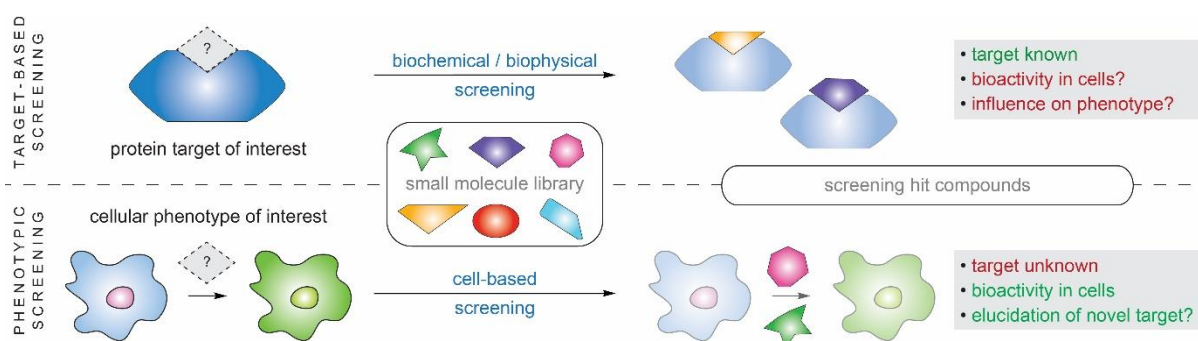 TARGET-BASED
SCREENING
?
protein target of interest
biochemical / biophysical
screening
• target known
• bioactivity in cells?
• influence on phenotype?
small molecule library
screening hit compounds
PHENOTYPIC
SCREENING
cellular phenotype of interest
?
cell-based
screening
• target unknown
• bioactivity in cells
• elucidation of novel target?